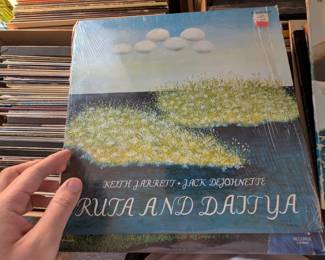 KEITH JARRETT • JACK DEJOHNETTE
RUTA AND DAITYA